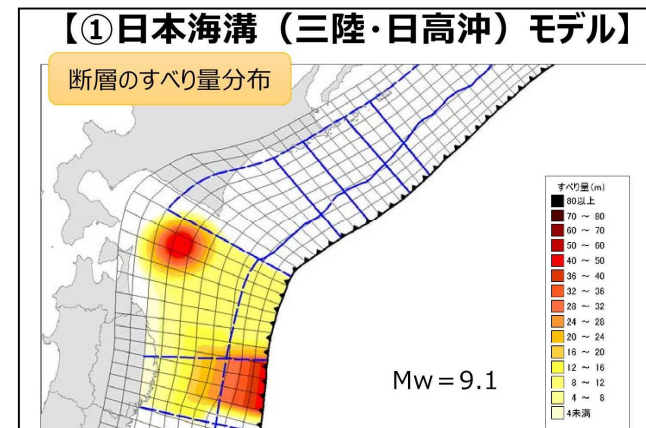 【①日本海溝（三陸･日高沖）モデル】
断層のすべり量分布
すべり量(m)
80以上
70 ～ 80
60 ～ 70
50 ～ 60
40 ～ 50
36 ～ 40
32 ～ 36
28 ～ 32
24 ～ 28
20 ～ 24
16 ～ 20
12 ～ 16
8 ～ 12
4 ～ 8
4未満
Mw＝9.1